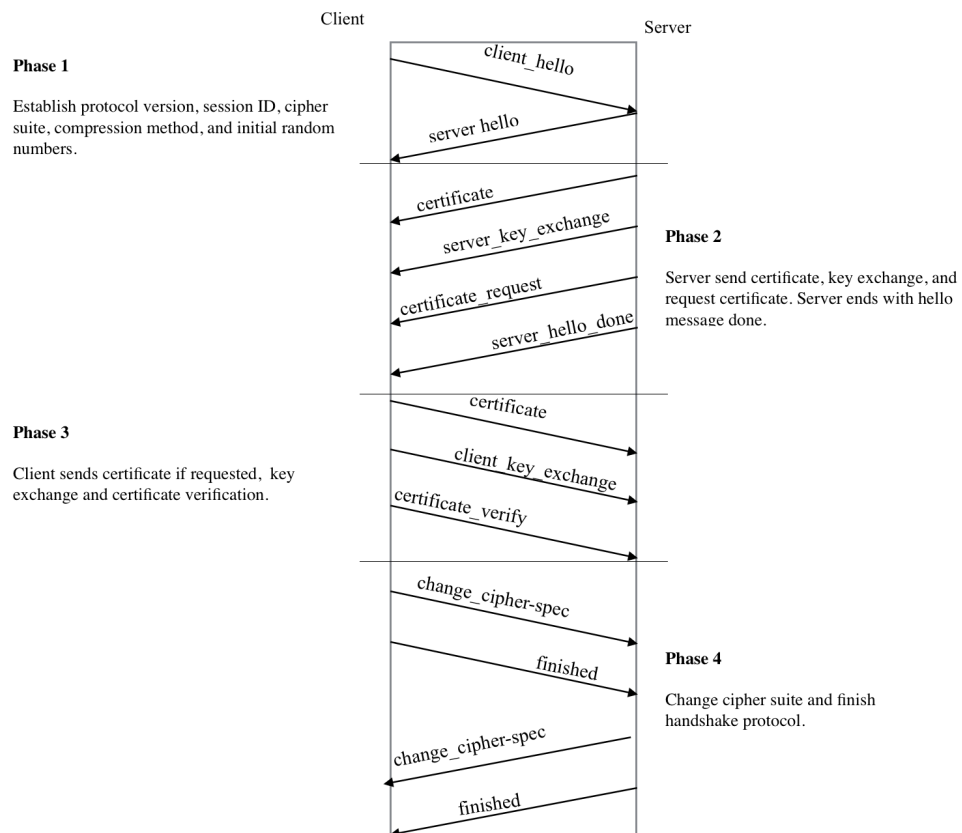 Client
Server
client_hello
Phase 1
Establish protocol version, session ID, cipher
suite, compression method, and initial random
numbers.
server hello
certificate
server_key_exchange
Phase 2
Server send certificate, key exchange, and
request certificate. Server ends with hello
message done.
certificate_request
server_hello_done
certificate
Phase 3
Client sends certificate if requested, key
exchange and certificate verification.
client_key_exchange
certificate_verify
change_cipher-spec
finished
Phase 4
Change cipher suite and finish
handshake protocol.
change_cipher-spec
finished